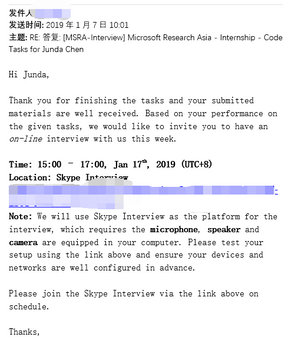 发件人
发送时间: 2019 年 1 月 7 日 10:01
主题: RE: 答复: [MSRA-Interview] Microsoft Research Asia - Internship - Code
Tasks for Junda Chen
Hi Junda,
Thank you for finishing the tasks and your submitted
materials are well received. Based on your performance on
the given tasks, we would like to invite you to have an
on-line interview with us this week.
Time: 15:00 – 17:00, Jan 17th, 2019 (UTC+8)
Location: Skype Interview
Note: We will use Skype Interview as the platform for the
interview, which requires the microphone, speaker and
camera are equipped in your computer. Please test your
setup using the link above and ensure your devices and
networks are well configured in advance.
Please join the Skype Interview via the link above on
schedule.
Thanks,